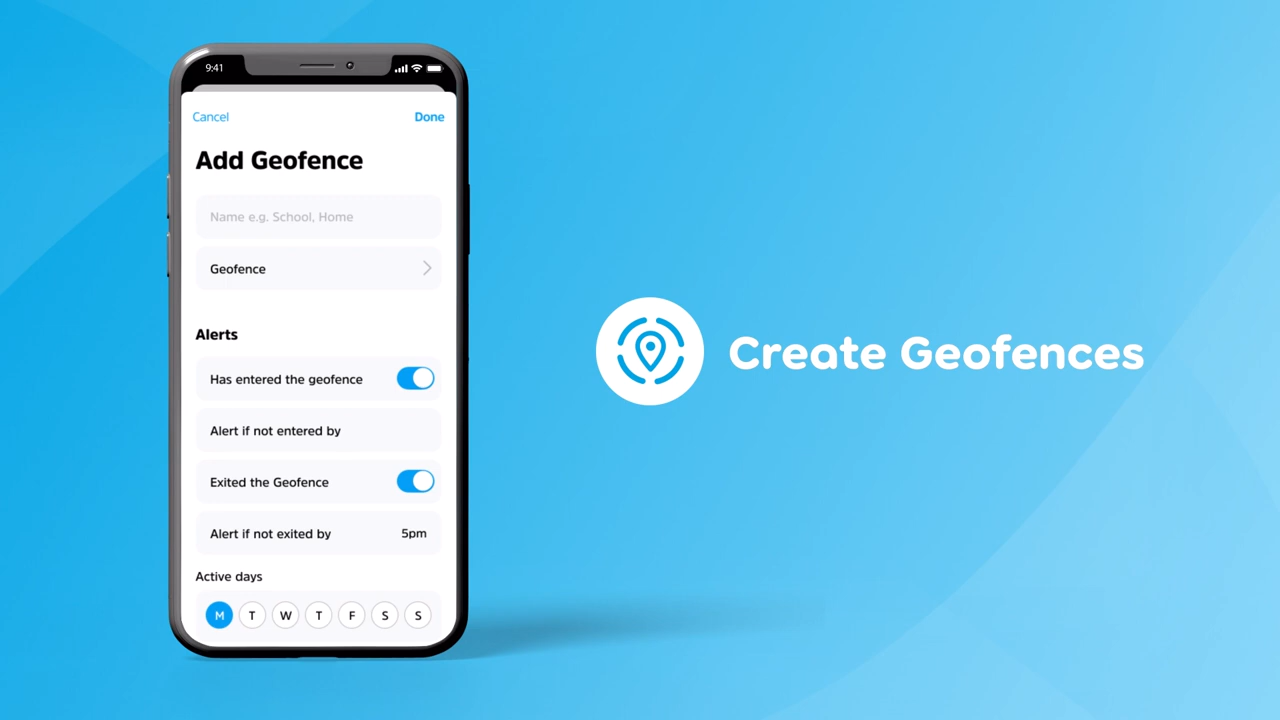 9:41
Cancel
Done
Add Geofence
Name e.g. School, Home
Geofence
Alerts
Has entered the geofence
Alert if not entered by
Exited the Geofence
Alert if not exited by 5pm
Active days
M T W T F S S
Create Geofences